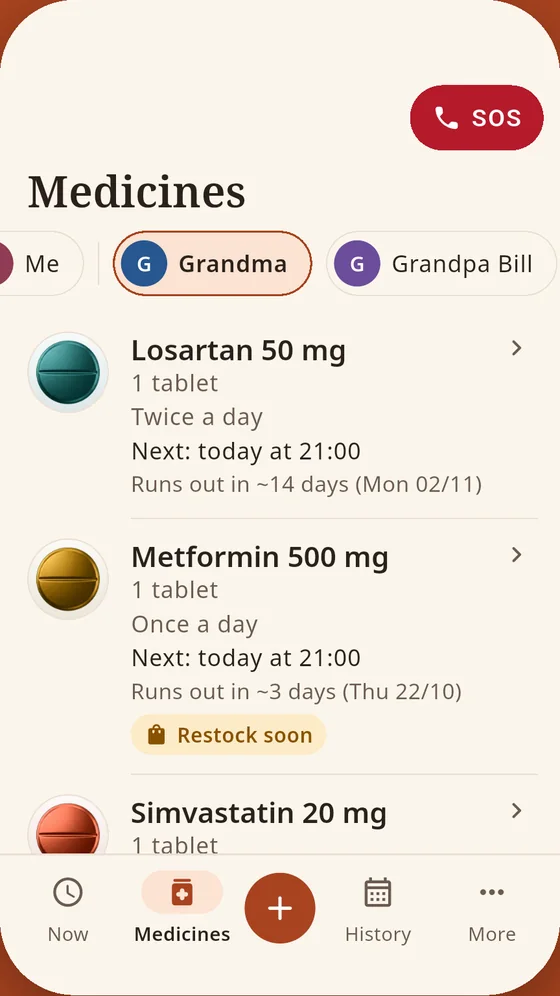 SOS
Medicines
Me
G
Grandma
G
Grandpa Bill
Losartan 50 mg
1 tablet
Twice a day
Next: today at 21:00
Runs out in ~14 days (Mon 02/11)
Metformin 500 mg
1 tablet
Once a day
Next: today at 21:00
Runs out in ~3 days (Thu 22/10)
Restock soon
Simvastatin 20 mg
1 tablet
Now
Medicines
History
More